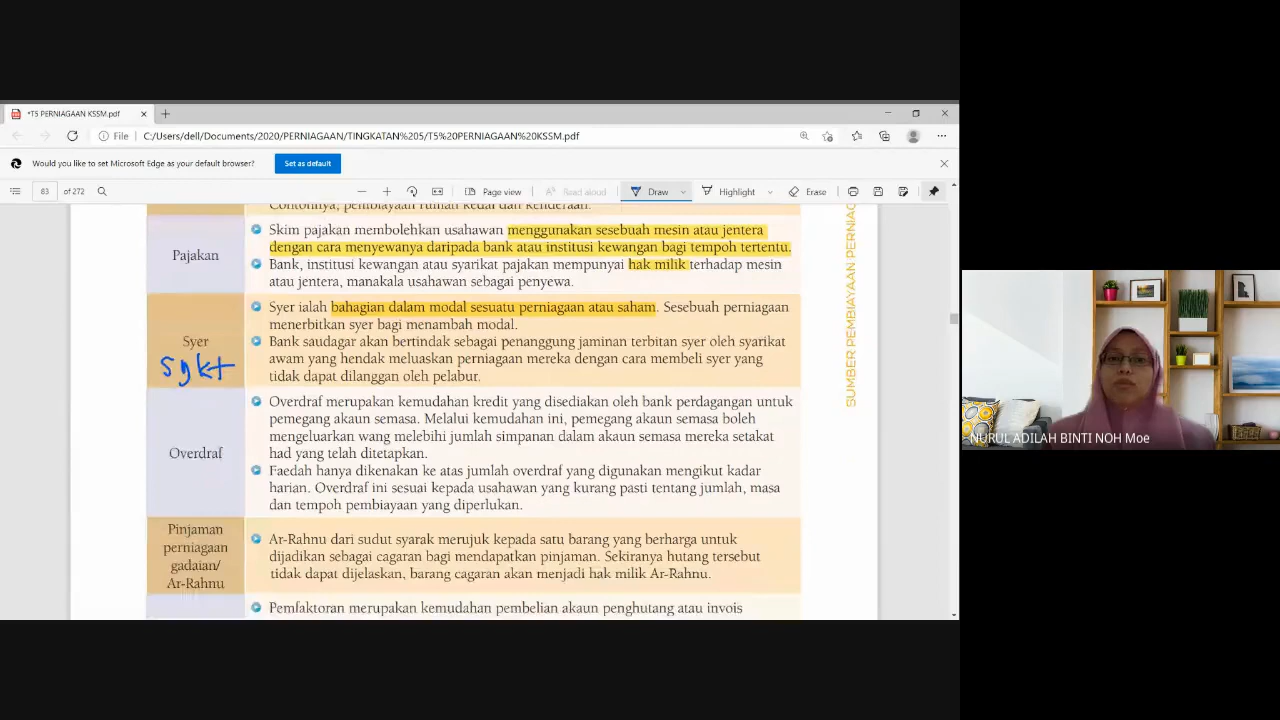 *T5 PERNIAGAAN KSSM.pdf
File
C:/Users/dell/Documents/2020/PERNIAGAAN/TINGKATAN%205/T5%20PERNIAGAAN%20KSSM.pdf
Would you like to set Microsoft Edge as your default browser?
Set as default
83
of 272
Page view
Read aloud
Draw
Highlight
Erase
Contohnya, pembiayaan rumah kedai dan kenderaan.
Pajakan
Skim pajakan membolehkan usahawan menggunakan sesebuah mesin atau jentera
dengan cara menyewanya daripada bank atau institusi kewangan bagi tempoh tertentu.
Bank, institusi kewangan atau syarikat pajakan mempunyai hak milik terhadap mesin
atau jentera, manakala usahawan sebagai penyewa.
Syer
sykt
Syer ialah bahagian dalam modal sesuatu perniagaan atau saham. Sesebuah perniagaan
menerbitkan syer bagi menambah modal.
Bank saudagar akan bertindak sebagai penanggung jaminan terbitan syer oleh syarikat
awam yang hendak meluaskan perniagaan mereka dengan cara membeli syer yang
tidak dapat dilanggan oleh pelabur.
Overdraf
Overdraf merupakan kemudahan kredit yang disediakan oleh bank perdagangan untuk
pemegang akaun semasa. Melalui kemudahan ini, pemegang akaun semasa boleh
mengeluarkan wang melebihi jumlah simpanan dalam akaun semasa mereka setakat
had yang telah ditetapkan.
Faedah hanya dikenakan ke atas jumlah overdraf yang digunakan mengikut kadar
harian. Overdraf ini sesuai kepada usahawan yang kurang pasti tentang jumlah, masa
dan tempoh pembiayaan yang diperlukan.
Pinjaman
perniagaan
gadaian/
Ar-Rahnu
Ar-Rahnu dari sudut syarak merujuk kepada satu barang yang berharga untuk
dijadikan sebagai cagaran bagi mendapatkan pinjaman. Sekiranya hutang tersebut
tidak dapat dijelaskan, barang cagaran akan menjadi hak milik Ar-Rahnu.
Pemfaktoran merupakan kemudahan pembelian akaun penghutang atau invois
SUMBER PEMBIAYAAN PERNIAG
NURUL ADILAH BINTI NOH Moe